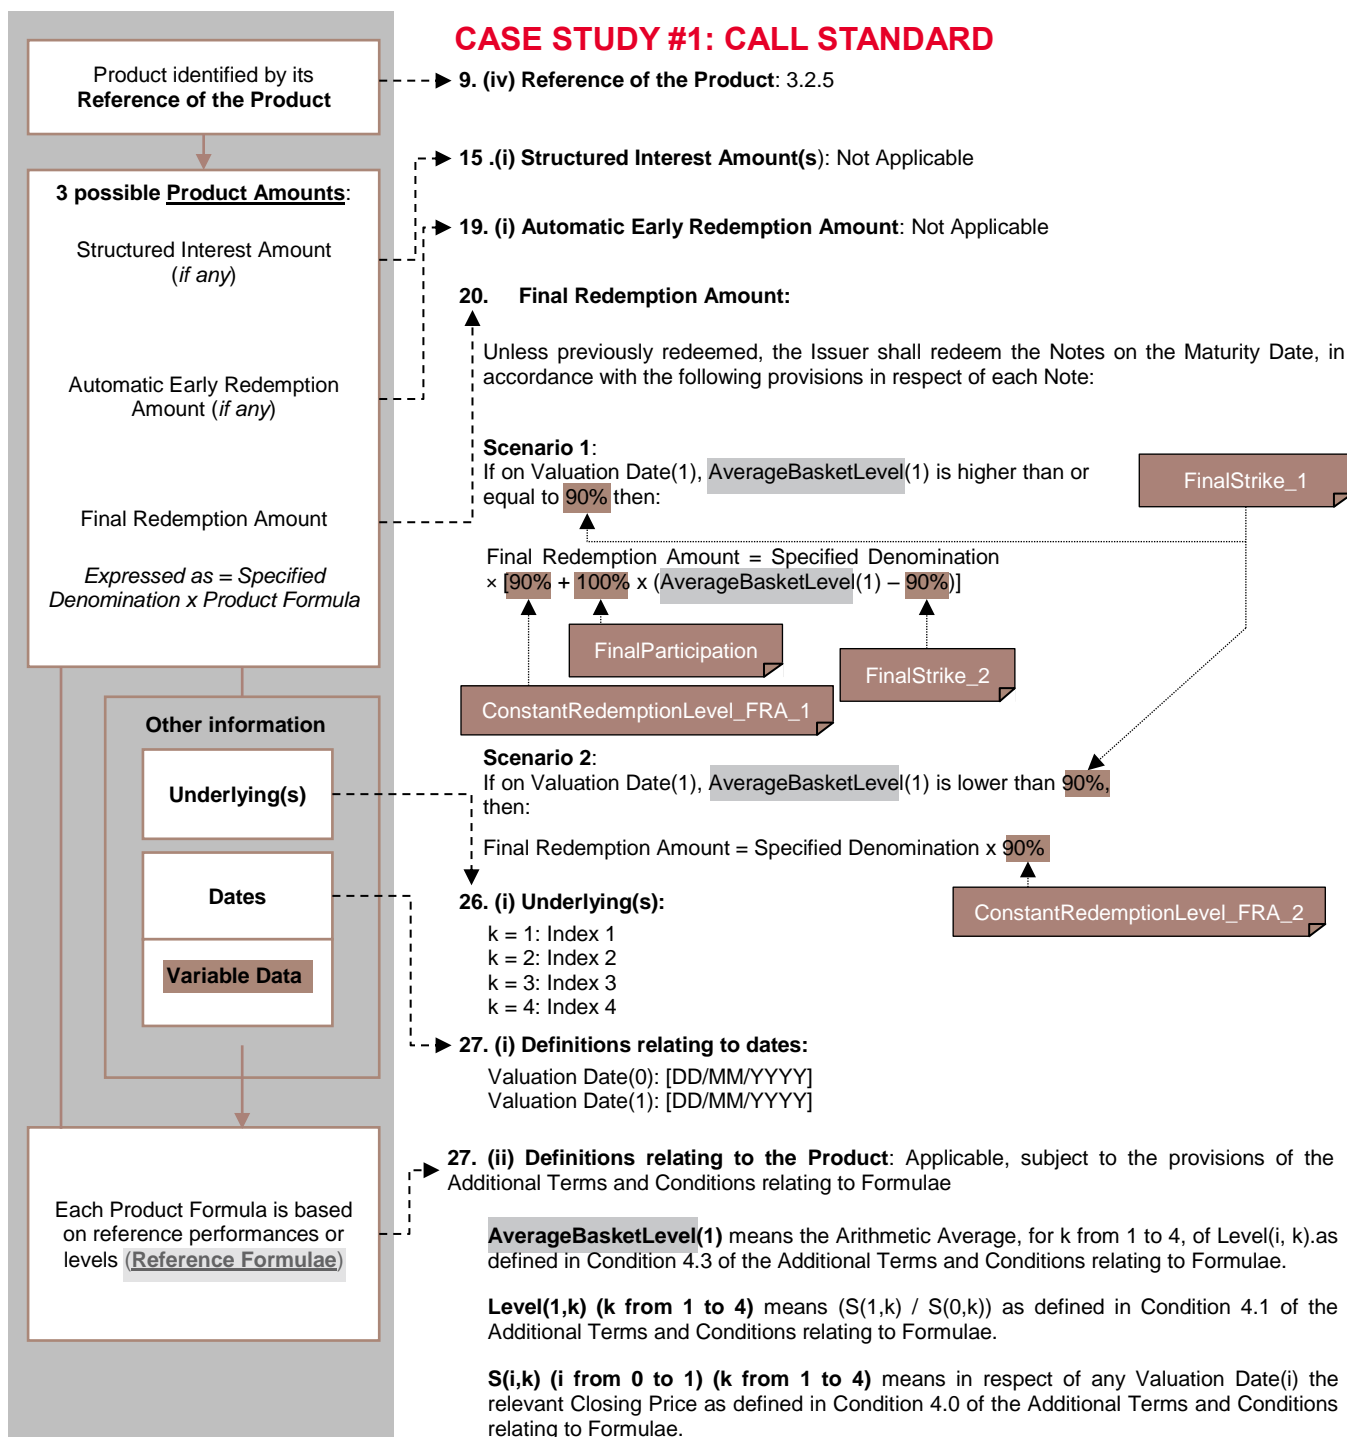 CASE STUDY #1: CALL STANDARD
Product identified by its
Reference of the Product
9. (iv) Reference of the Product: 3.2.5
15 .(i) Structured Interest Amount(s): Not Applicable
3 possible Product Amounts:
19. (i) Automatic Early Redemption Amount: Not Applicable
Structured Interest Amount
(if any)
20. Final Redemption Amount:
Unless previously redeemed, the Issuer shall redeem the Notes on the Maturity Date, in
accordance with the following provisions in respect of each Note:
Automatic Early Redemption
Amount (if any)
Scenario 1:
If on Valuation Date(1), AverageBasketLevel(1) is higher than or
equal to 90% then:
FinalStrike_1
Final Redemption Amount
Expressed as = Specified
Denomination x Product Formula
Final Redemption Amount = Specified Denomination
× [90% + 100% x (AverageBasketLevel(1) – 90%)]
FinalParticipation
FinalStrike_2
ConstantRedemptionLevel_FRA_1
Other information
Scenario 2:
If on Valuation Date(1), AverageBasketLevel(1) is lower than 90%,
then:
Underlying(s)
Final Redemption Amount = Specified Denomination x 90%
Dates
26. (i) Underlying(s):
ConstantRedemptionLevel_FRA_2
k = 1: Index 1
k = 2: Index 2
k = 3: Index 3
k = 4: Index 4
Variable Data
27. (i) Definitions relating to dates:
Valuation Date(0): [DD/MM/YYYY]
Valuation Date(1): [DD/MM/YYYY]
27. (ii) Definitions relating to the Product: Applicable, subject to the provisions of the
Additional Terms and Conditions relating to Formulae
Each Product Formula is based
on reference performances or
levels (Reference Formulae)
AverageBasketLevel(1) means the Arithmetic Average, for k from 1 to 4, of Level(i, k).as
defined in Condition 4.3 of the Additional Terms and Conditions relating to Formulae.
Level(1,k) (k from 1 to 4) means (S(1,k) / S(0,k)) as defined in Condition 4.1 of the
Additional Terms and Conditions relating to Formulae.
S(i,k) (i from 0 to 1) (k from 1 to 4) means in respect of any Valuation Date(i) the
relevant Closing Price as defined in Condition 4.0 of the Additional Terms and Conditions
relating to Formulae.